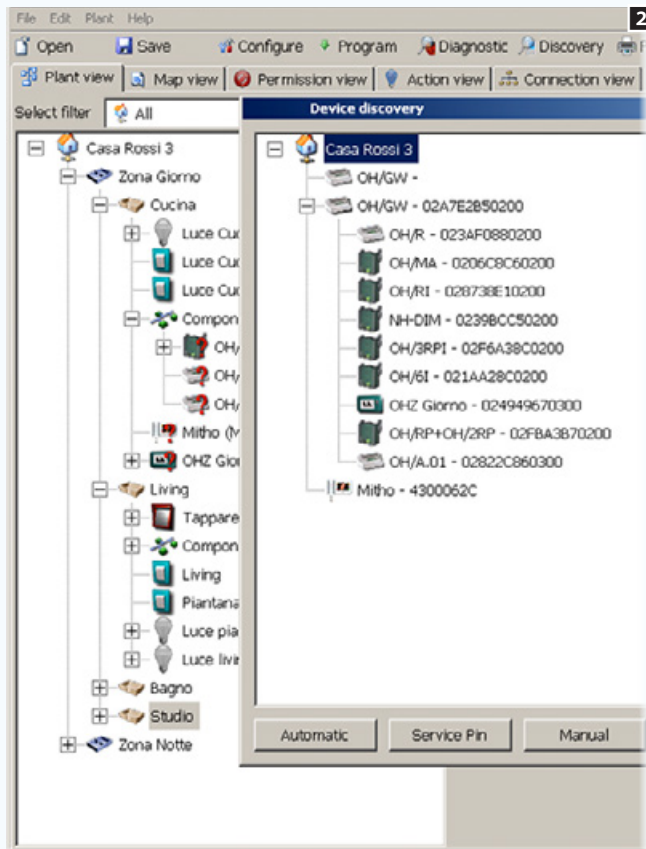 File Edit Plant Help
2
Open Save Configure Program Diagnostic Discovery
Plant view Map view Permission view Action view Connection view
Select filter All
Casa Rossi 3
Zona Giorno
Cucina
Luce Cuc
Luce Cuc
Luce Cuc
Compon
OH/
OH/
OH/
Mitho (M
OHZ Gior
Living
Tappare
Compon
Living
Piantana
Luce pia
Luce livin
Bagno
Studio
Zona Notte
Device discovery
Casa Rossi 3
OH/GW -
OH/GW - 02A7E2B50200
OH/R - 023AF0880200
OH/MA - 0206C8C60200
OH/RI - 028738E10200
NH-DIM - 0239BCC50200
OH/3RPI - 02F6A38C0200
OH/6I - 021AA28C0200
OHZ Giorno - 024949670300
OH/RP+OH/2RP - 02FBA3B70200
OH/A.01 - 02822C860300
Mitho - 4300062C
Automatic Service Pin Manual